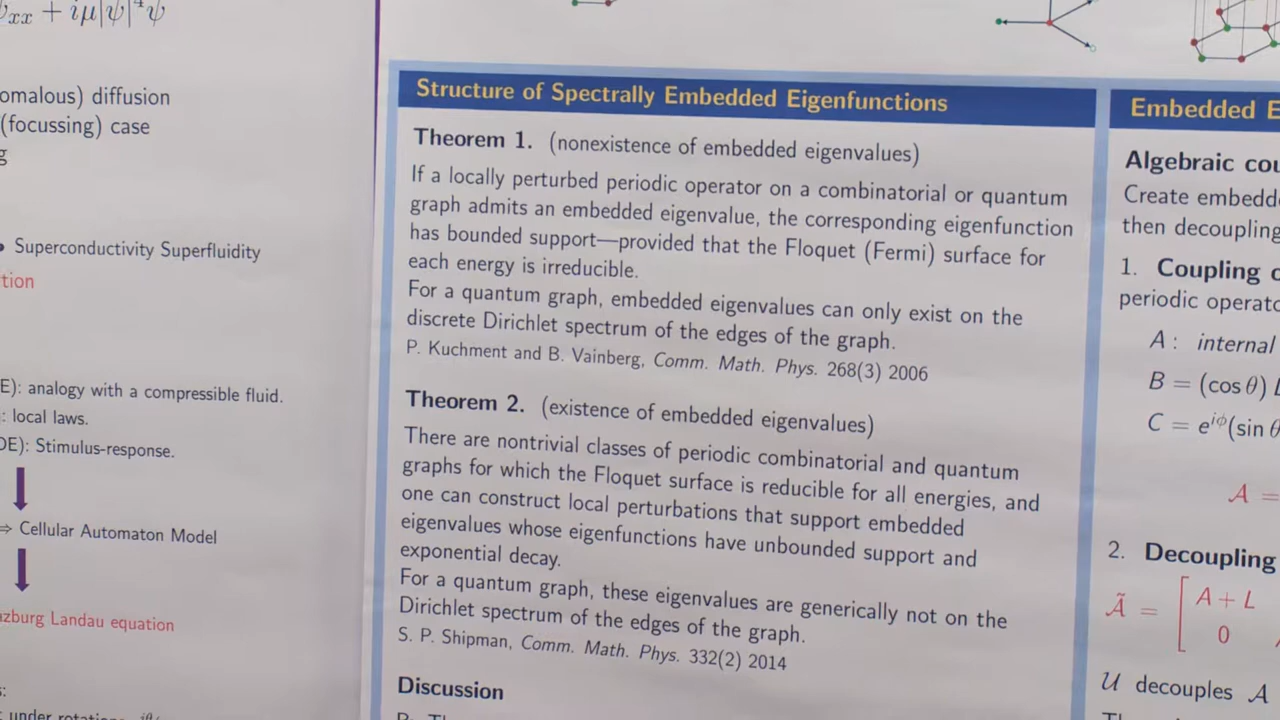 ψxx + iμ|ψ|⁴ψ
omalous) diffusion
(focussing) case
g
• Superconductivity Superfluidity
tion
E): analogy with a compressible fluid.
: local laws.
DE): Stimulus-response.
⇒ Cellular Automaton Model
nzburg Landau equation
s:
under rotations
Structure of Spectrally Embedded Eigenfunctions
Theorem 1. (nonexistence of embedded eigenvalues)
If a locally perturbed periodic operator on a combinatorial or quantum
graph admits an embedded eigenvalue, the corresponding eigenfunction
has bounded support—provided that the Floquet (Fermi) surface for
each energy is irreducible.
For a quantum graph, embedded eigenvalues can only exist on the
discrete Dirichlet spectrum of the edges of the graph.
P. Kuchment and B. Vainberg, Comm. Math. Phys. 268(3) 2006
Theorem 2. (existence of embedded eigenvalues)
There are nontrivial classes of periodic combinatorial and quantum
graphs for which the Floquet surface is reducible for all energies, and
one can construct local perturbations that support embedded
eigenvalues whose eigenfunctions have unbounded support and
exponential decay.
For a quantum graph, these eigenvalues are generically not on the
Dirichlet spectrum of the edges of the graph.
S. P. Shipman, Comm. Math. Phys. 332(2) 2014
Discussion
Embedded E
Algebraic cou
Create embedde
then decoupling
1. Coupling o
periodic operato
A : internal
B = (cos θ) L
C = e^{iφ}(sin θ
𝒜 =
2. Decoupling
Ã = [ A + L
0
𝒰 decouples 𝒜